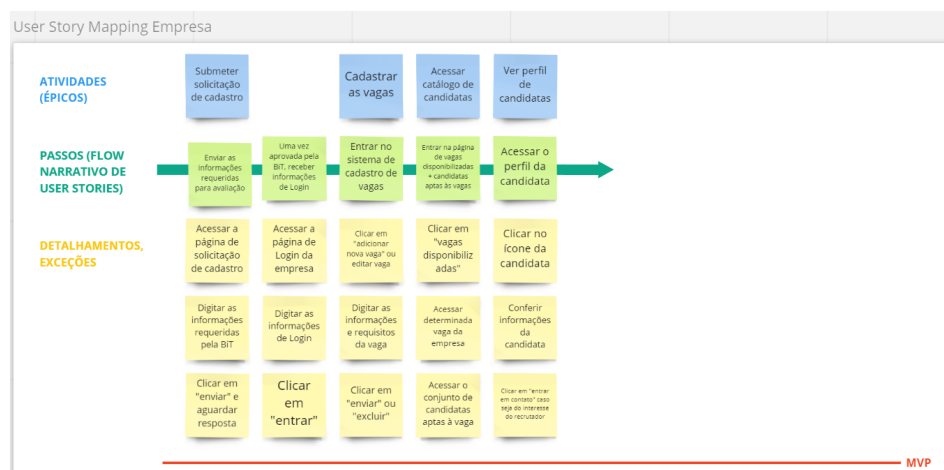 User Story Mapping Empresa
ATIVIDADES
(ÉPICOS)
Submeter
solicitação
de cadastro
Cadastrar
as vagas
Acessar
catálogo de
candidatas
Ver perfil
de
candidatas
PASSOS (FLOW
NARRATIVO DE
USER STORIES)
Enviar as
informações
requeridas
para avaliação
Uma vez
aprovada pela
BiT, receber
informações
de Login
Entrar no
sistema de
cadastro de
vagas
Entrar na página
de vagas
disponibilizadas
+ candidatas
aptas às vagas
Acessar o
perfil da
candidata
DETALHAMENTOS,
EXCEÇÕES
Acessar a
página de
solicitação
de cadastro
Acessar a
página de
Login da
empresa
Clicar em
"adicionar
nova vaga" ou
editar vaga
Clicar em
"vagas
disponibiliz
adas"
Clicar no
ícone da
candidata
Digitar as
informações
requeridas
pela BiT
Digitar as
informações
de Login
Digitar as
informações
e requisitos
da vaga
Acessar
determinada
vaga da
empresa
Conferir
informações
da
candidata
Clicar em
"enviar" e
aguardar
resposta
Clicar
em
"entrar"
Clicar em
"enviar" ou
"excluir"
Acessar o
conjunto de
candidatas
aptas à vaga
Clicar em "entrar
em contato" caso
seja do interesse
do recrutador
MVP